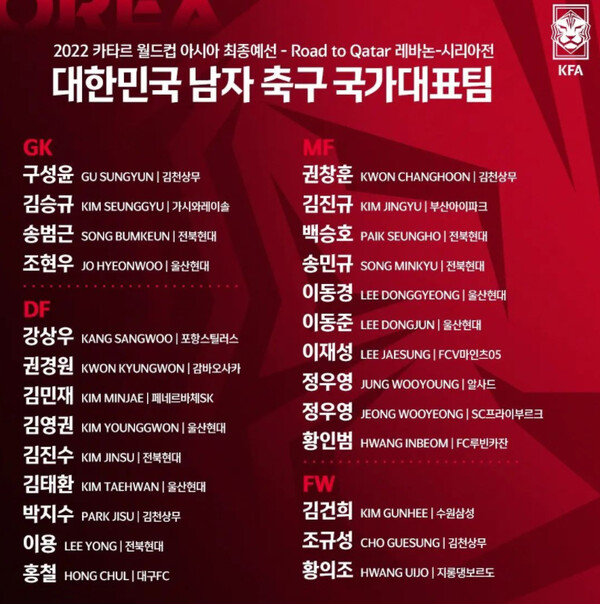 KOREA
2022 카타르 월드컵 아시아 최종예선 - Road to Qatar 레바논-시리아전
대한민국 남자 축구 국가대표팀
KFA
GK
구성윤 GU SUNGYUN | 김천상무
김승규 KIM SEUNGGYU | 가시와레이솔
송범근 SONG BUMKEUN | 전북현대
조현우 JO HYEONWOO | 울산현대
DF
강상우 KANG SANGWOO | 포항스틸러스
권경원 KWON KYUNGWON | 감바오사카
김민재 KIM MINJAE | 페네르바체SK
김영권 KIM YOUNGGWON | 울산현대
김진수 KIM JINSU | 전북현대
김태환 KIM TAEHWAN | 울산현대
박지수 PARK JISU | 김천상무
이용 LEE YONG | 전북현대
홍철 HONG CHUL | 대구FC
MF
권창훈 KWON CHANGHOON | 김천상무
김진규 KIM JINGYU | 부산아이파크
백승호 PAIK SEUNGHO | 전북현대
송민규 SONG MINKYU | 전북현대
이동경 LEE DONGGYEONG | 울산현대
이동준 LEE DONGJUN | 울산현대
이재성 LEE JAESUNG | FCV마인츠05
정우영 JUNG WOOYOUNG | 알사드
정우영 JEONG WOOYEONG | SC프라이부르크
황인범 HWANG INBEOM | FC루빈카잔
FW
김건희 KIM GUNHEE | 수원삼성
조규성 CHO GUESUNG | 김천상무
황의조 HWANG UIJO | 지롱댕보르도